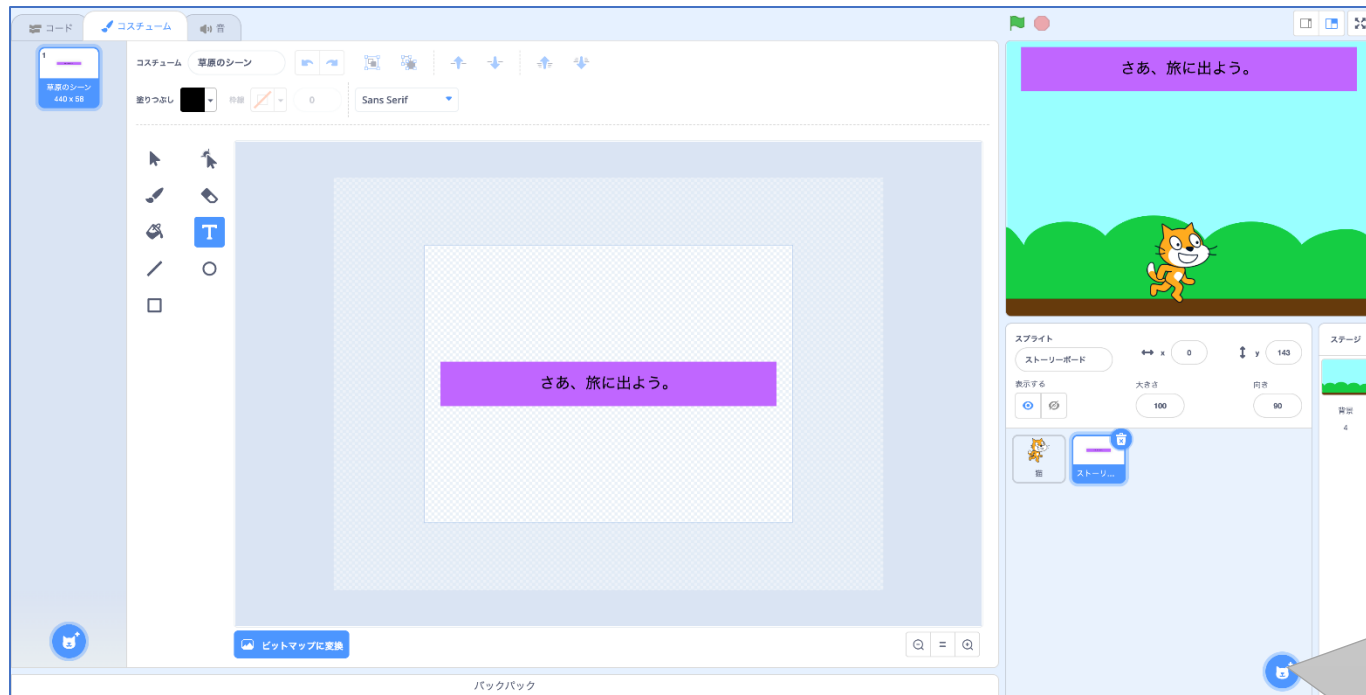 コード
コスチューム
音
1
草原のシーン
440 x 58
コスチューム
草原のシーン
塗りつぶし
枠線
0
Sans Serif
T
さあ、旅に出よう。
ビットマップに変換
バックパック
さあ、旅に出よう。
スプライト
ストーリーボード
x
0
y
143
表示する
大きさ
100
向き
90
猫
ストーリ...
ステージ
背景
4